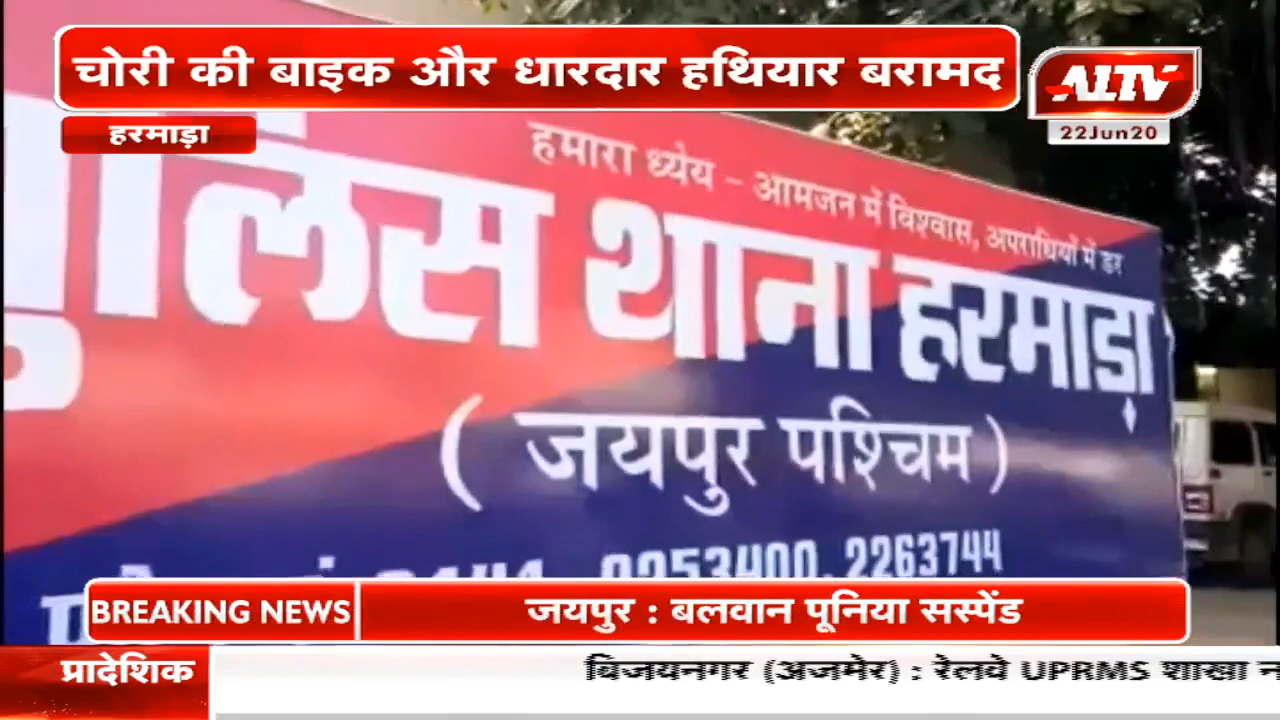 चोरी की बाइक और धारदार हथियार बरामद
ALTV
22Jun20
हरमाड़ा
हमारा ध्येय - आमजन में विश्वास, अपराधियों में डर
पुलिस थाना हरमाड़ा
( जयपुर पश्चिम )
2263744
BREAKING NEWS
जयपुर : बलवान पूनिया सस्पेंड
प्रादेशिक
बिजयनगर (अजमेर) : रेलवे UPRMS शाखा